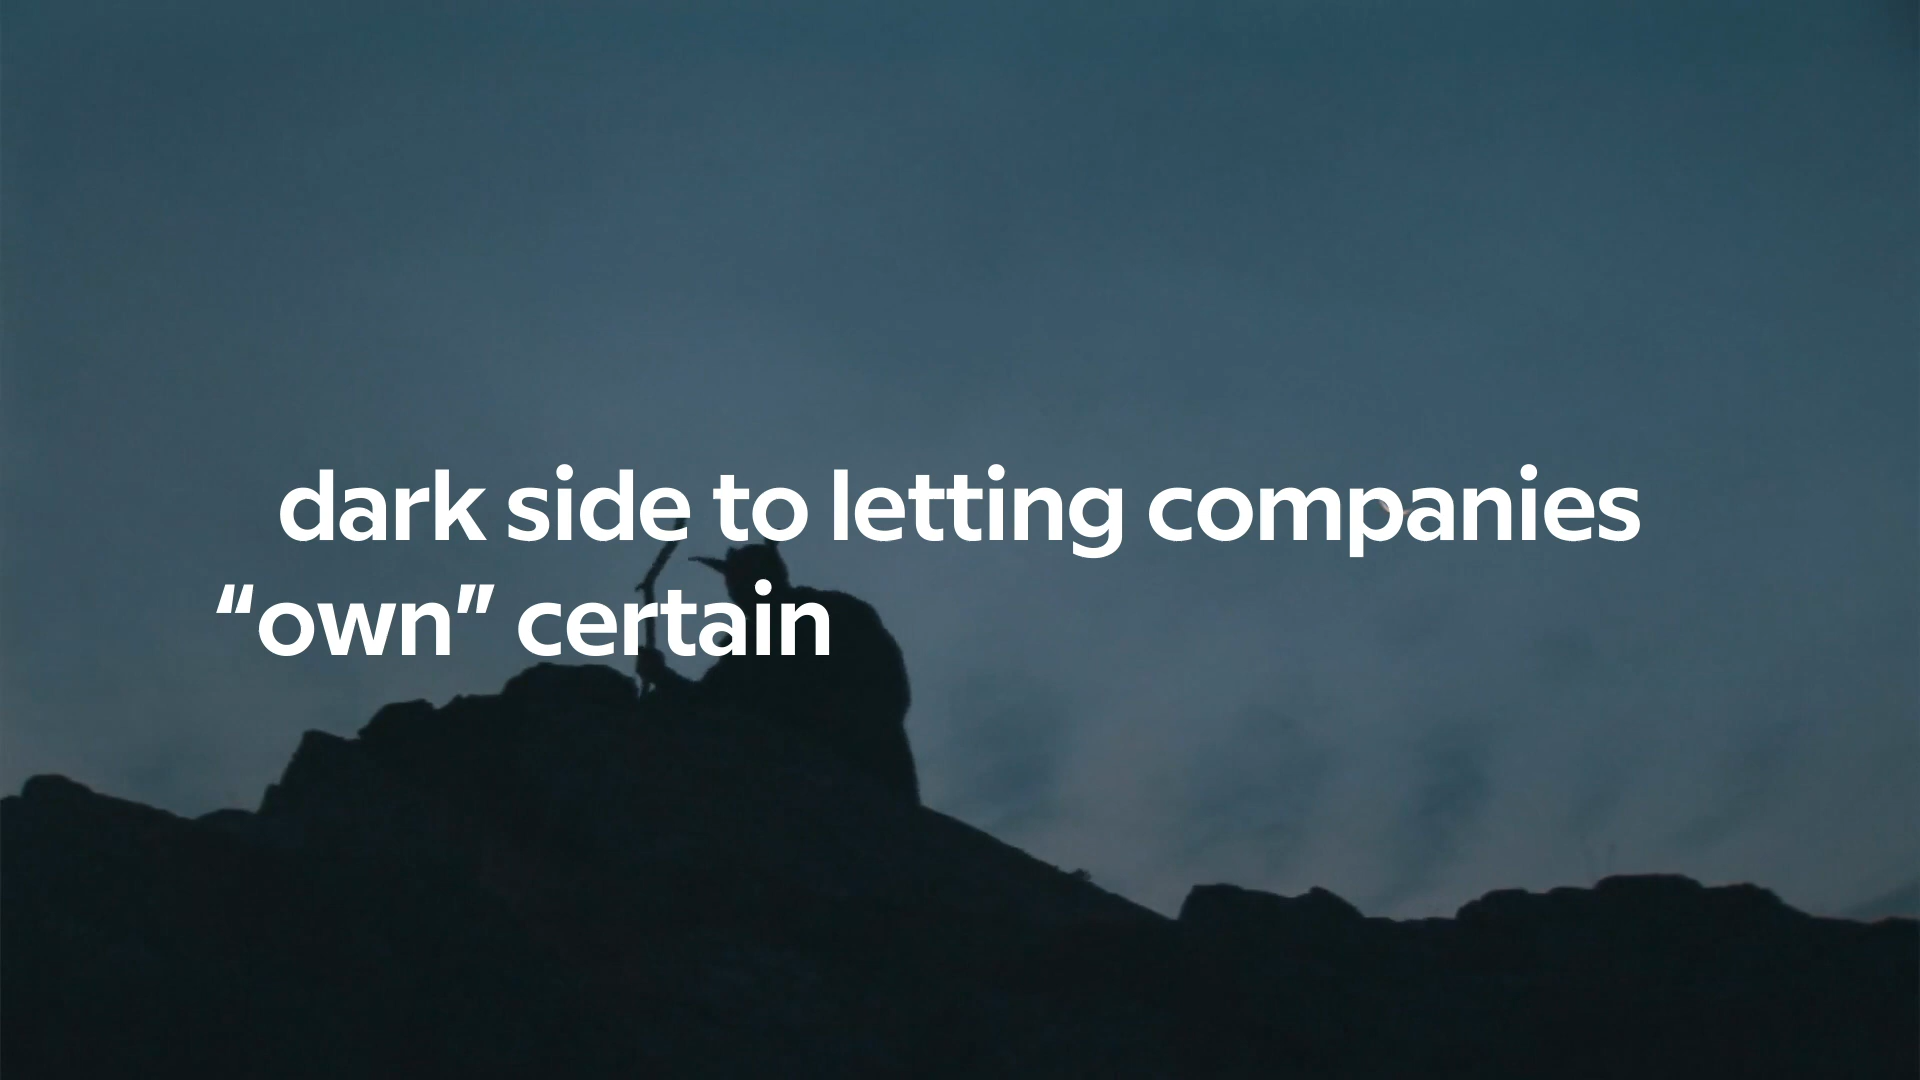 dark side to letting companies
“own” certain